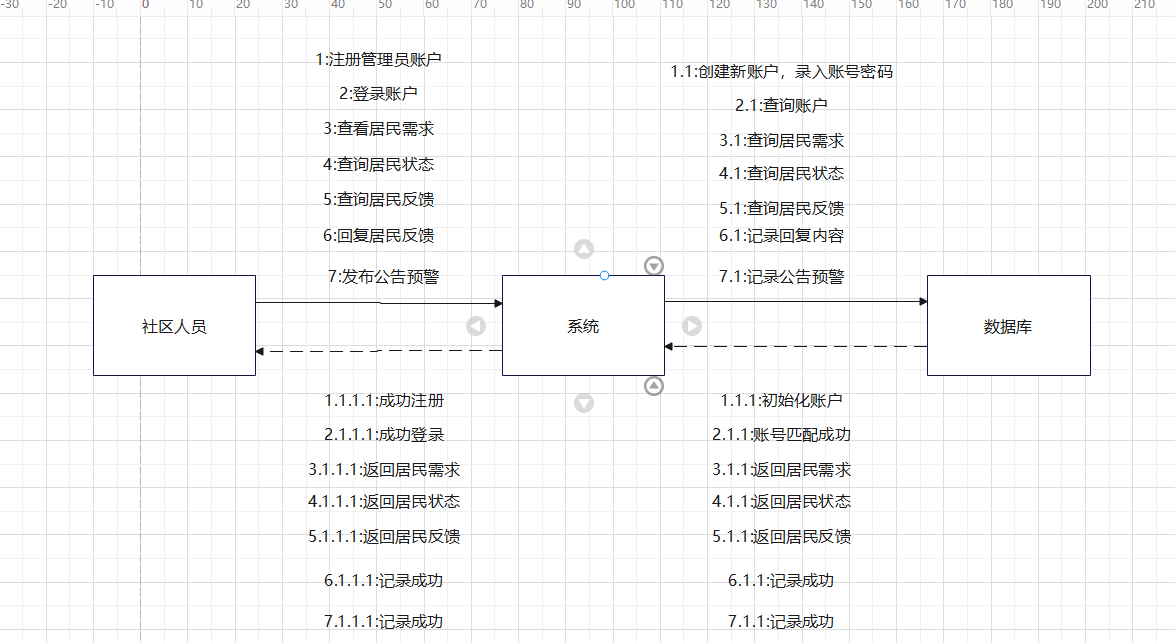 -30 -20 -10 0 10 20 30 40 50 60 70 80 90 100 110 120 130 140 150 160 170 180 190 200 210
1:注册管理员账户
2:登录账户
3:查看居民需求
4:查询居民状态
5:查询居民反馈
6:回复居民反馈
7:发布公告预警
1.1:创建新账户，录入账号密码
2.1:查询账户
3.1:查询居民需求
4.1:查询居民状态
5.1:查询居民反馈
6.1:记录回复内容
7.1:记录公告预警
社区人员
系统
数据库
1.1.1.1:成功注册
2.1.1.1:成功登录
3.1.1.1:返回居民需求
4.1.1.1:返回居民状态
5.1.1.1:返回居民反馈
6.1.1.1:记录成功
7.1.1.1:记录成功
1.1.1:初始化账户
2.1.1:账号匹配成功
3.1.1:返回居民需求
4.1.1:返回居民状态
5.1.1:返回居民反馈
6.1.1:记录成功
7.1.1:记录成功